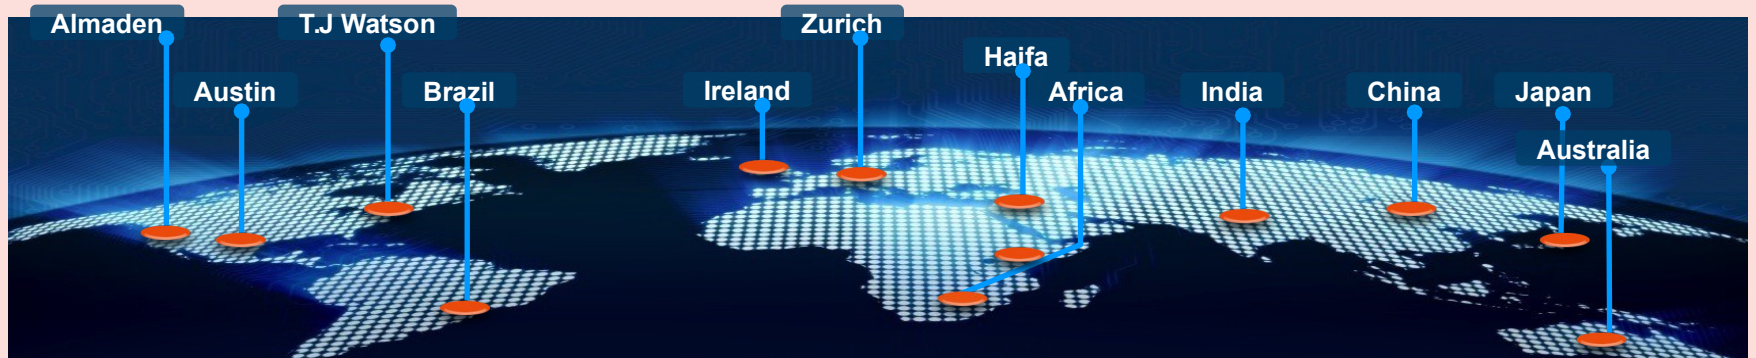 Almaden
T.J Watson
Zurich
Haifa
Austin
Brazil
Ireland
Africa
India
China
Japan
Australia